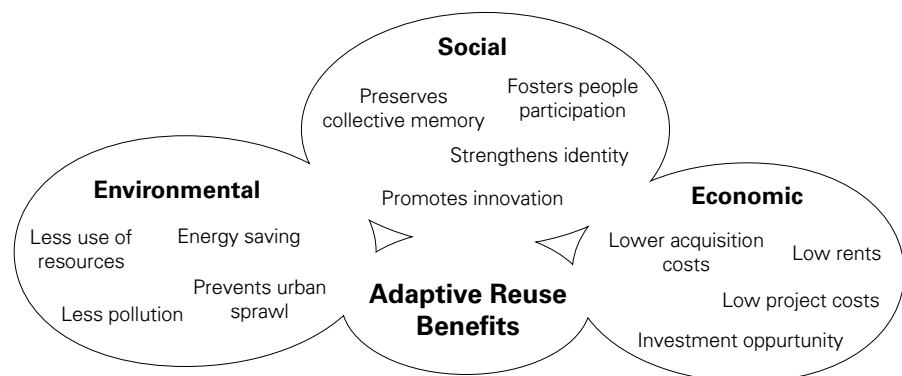 Social
Preserves
collective memory
Fosters people
participation
Strengthens identity
Promotes innovation
Environmental
Less use of
resources
Energy saving
Less pollution
Prevents urban
sprawl
Economic
Lower acquisition
costs
Low rents
Low project costs
Investment oppurtunity
Adaptive Reuse
Benefits